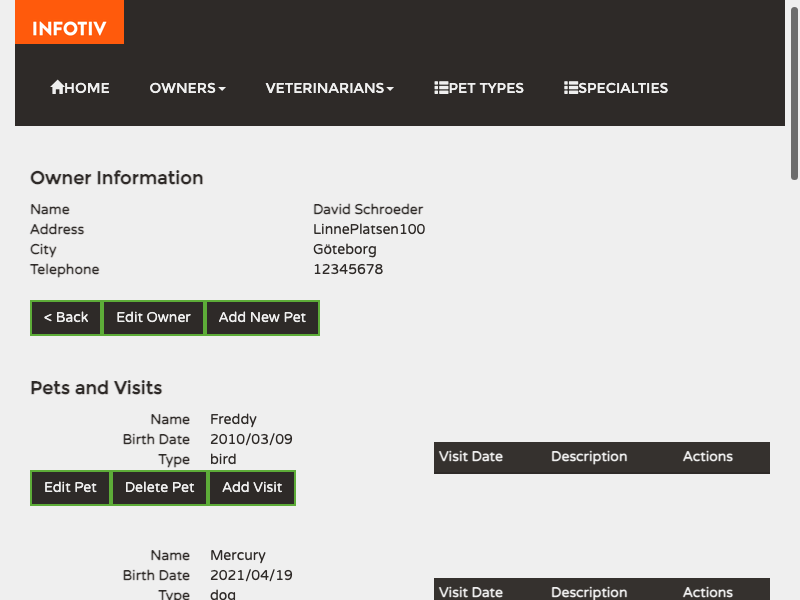 INFOTIV
HOME OWNERS VETERINARIANS PET TYPES SPECIALTIES
Owner Information
Name David Schroeder
Address LinnePlatsen100
City Göteborg
Telephone 12345678
< Back Edit Owner Add New Pet
Pets and Visits
Name Freddy
Birth Date 2010/03/09
Type bird
Visit Date Description Actions
Edit Pet Delete Pet Add Visit
Name Mercury
Birth Date 2021/04/19
Type dog
Visit Date Description Actions